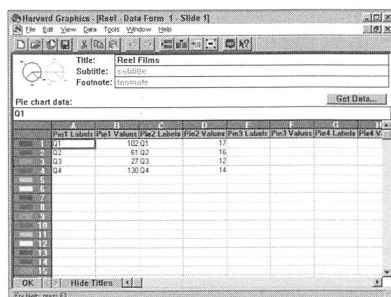 Harvard Graphics - [Reel - Data Form 1 - Slide 1]
File Edit View Data Tools Window Help
Title: Reel Films
Subtitle: subtitle
Footnote: footnote
Pie chart data: Get Data...
Q1
A B C D E F G
Pie1 Labels Pie1 Values Pie2 Labels Pie2 Values Pie3 Labels Pie3 Values Pie4 Labels Pie4 V
1 Q1 102 Q1 17
2 Q2 61 Q2 16
3 Q3 27 Q3 12
4 Q4 130 Q4 14
5
6
7
8
9
10
11
12
13
14
15
OK Hide Titles
For Help, press F1